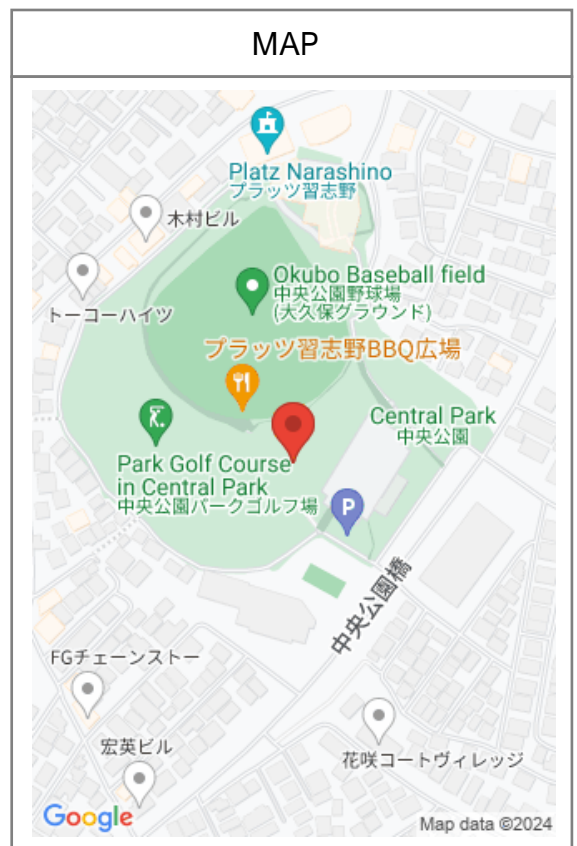 MAP
Platz Narashino
プラッツ習志野
木村ビル
Okubo Baseball field
中央公園野球場
(大久保グラウンド)
トーコーハイツ
プラッツ習志野BBQ広場
Central Park
中央公園
Park Golf Course
in Central Park
中央公園パークゴルフ場
P
中央公園橋
FGチェーンストー
宏英ビル
花咲コートヴィレッジ
Google
Map data ©2024